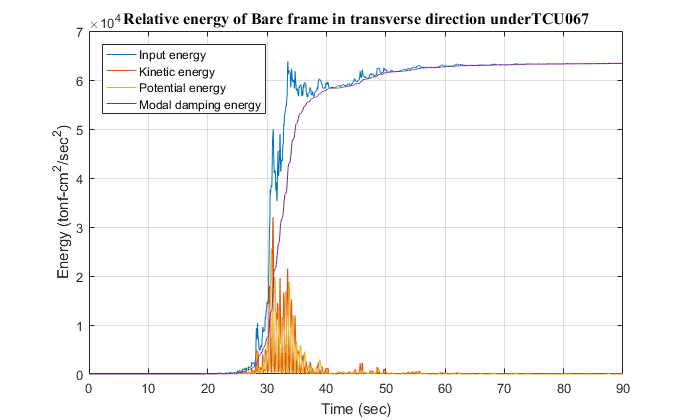 ×10⁴
Relative energy of Bare frame in transverse direction underTCU067
Input energy
Kinetic energy
Potential energy
Modal damping energy
Energy (tonf-cm²/sec²)
7
6
5
4
3
2
1
0
0 10 20 30 40 50 60 70 80 90
Time (sec)